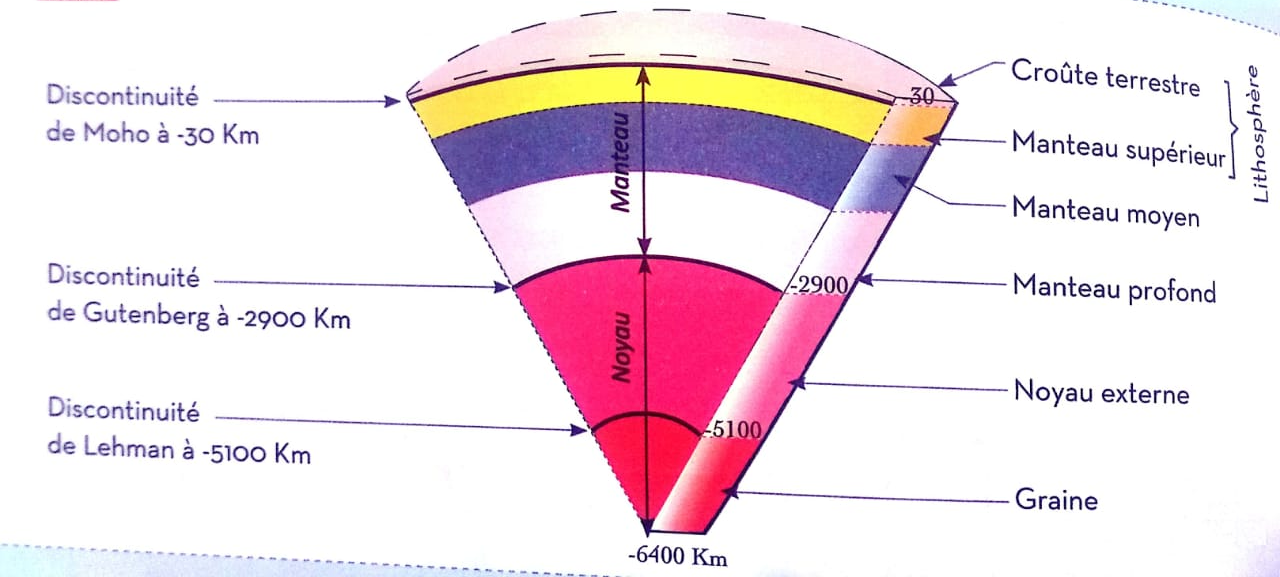 Discontinuité
de Moho à -30 Km
Discontinuité
de Gutenberg à -2900 Km
Discontinuité
de Lehman à -5100 Km
Manteau
Noyau
-30
-2900
-5100
-6400 Km
Croûte terrestre
Manteau supérieur
Lithosphère
Manteau moyen
Manteau profond
Noyau externe
Graine